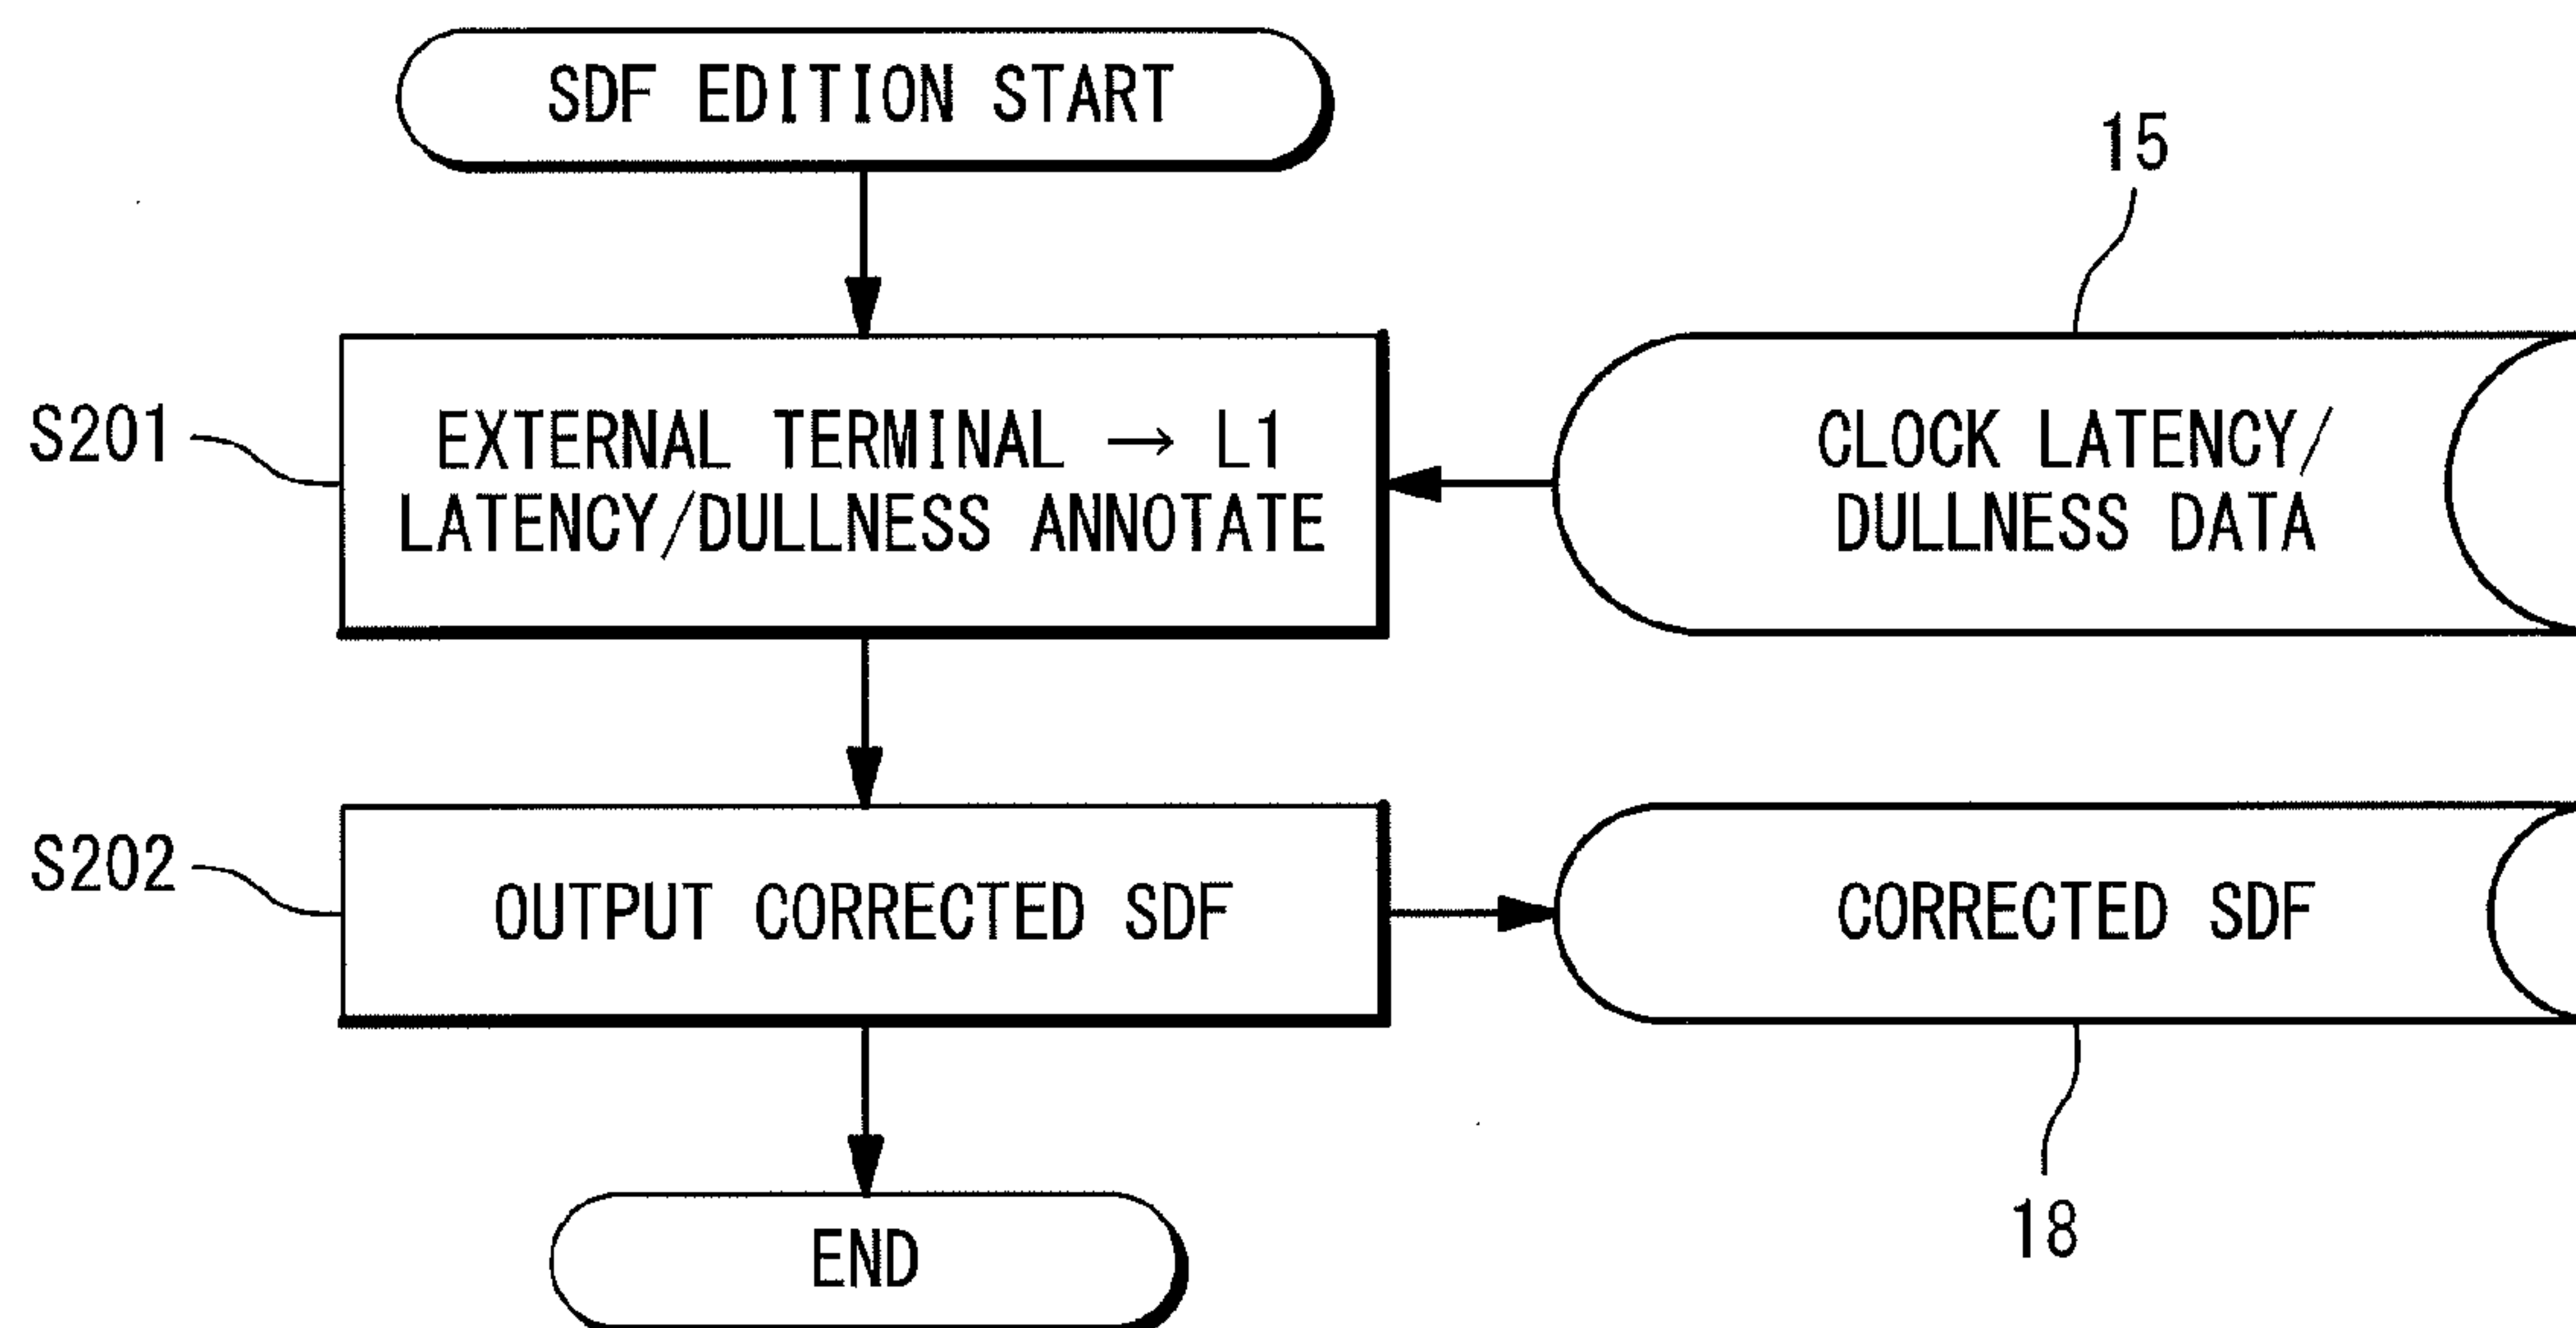 SDF EDITION START
15
S201
EXTERNAL TERMINAL → L1
LATENCY/DULLNESS ANNOTATE
CLOCK LATENCY/
DULLNESS DATA
S202
OUTPUT CORRECTED SDF
CORRECTED SDF
18
END